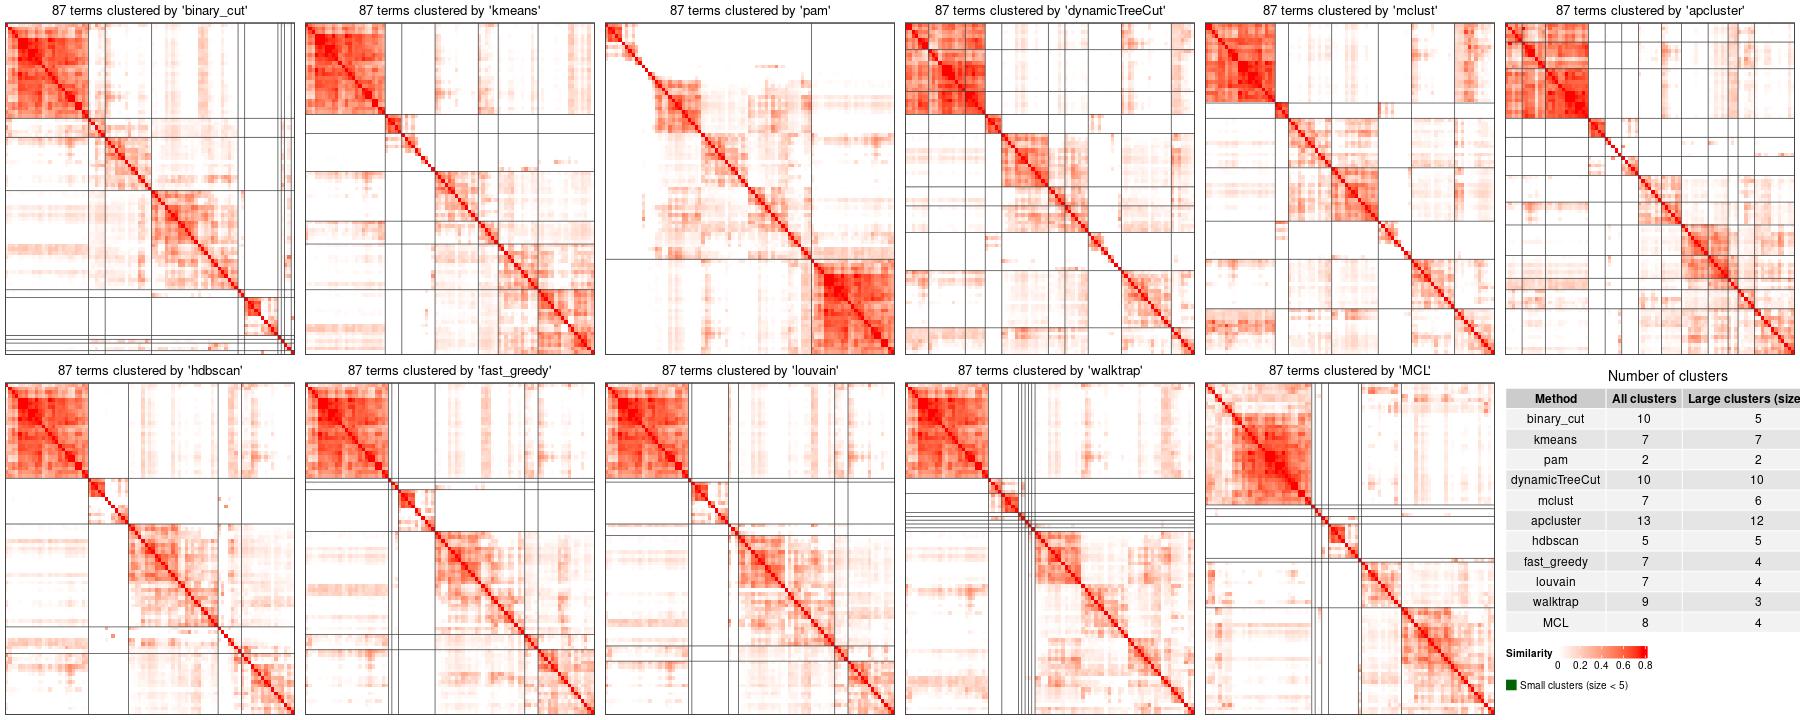 87 terms clustered by 'binary_cut'
87 terms clustered by 'kmeans'
87 terms clustered by 'pam'
87 terms clustered by 'dynamicTreeCut'
87 terms clustered by 'mclust'
87 terms clustered by 'apcluster'
87 terms clustered by 'hdbscan'
87 terms clustered by 'fast_greedy'
87 terms clustered by 'louvain'
87 terms clustered by 'walktrap'
87 terms clustered by 'MCL'
Number of clusters
Method All clusters Large clusters (size
binary_cut 10 5
kmeans 7 7
pam 2 2
dynamicTreeCut 10 10
mclust 7 6
apcluster 13 12
hdbscan 5 5
fast_greedy 7 4
louvain 7 4
walktrap 9 3
MCL 8 4
Similarity
0 0.2 0.4 0.6 0.8
Small clusters (size < 5)